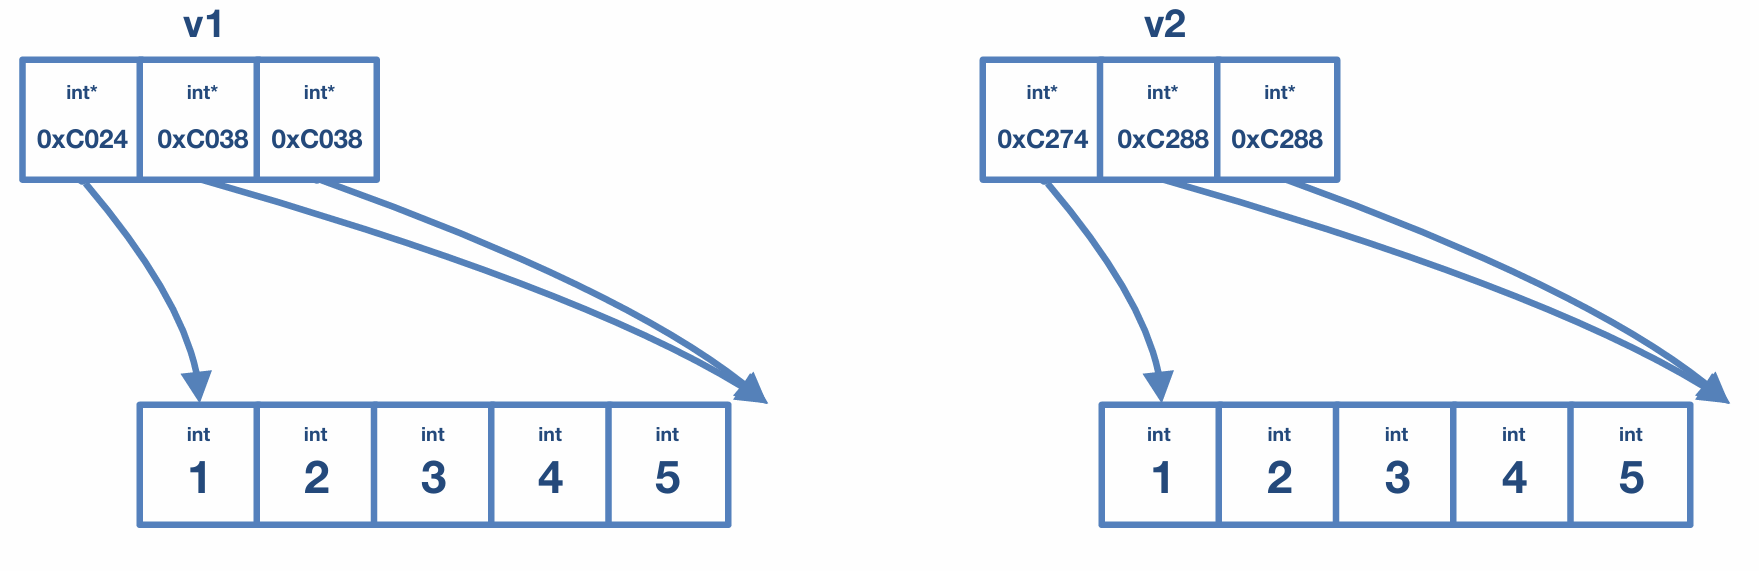 v1
int* int* int*
0xC024 0xC038 0xC038
int int int int int
1 2 3 4 5
v2
int* int* int*
0xC274 0xC288 0xC288
int int int int int
1 2 3 4 5